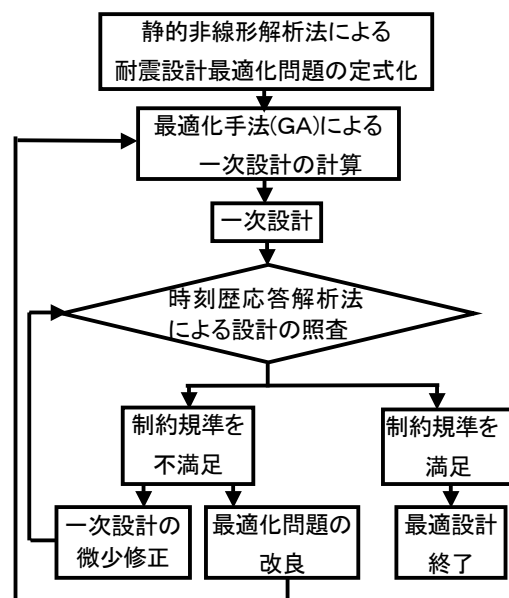 静的非線形解析法による
耐震設計最適化問題の定式化
最適化手法(GA)による
一次設計の計算
一次設計
時刻歴応答解析法
による設計の照査
制約規準を
不満足
制約規準を
満足
一次設計の
微少修正
最適化問題の
改良
最適設計
終了